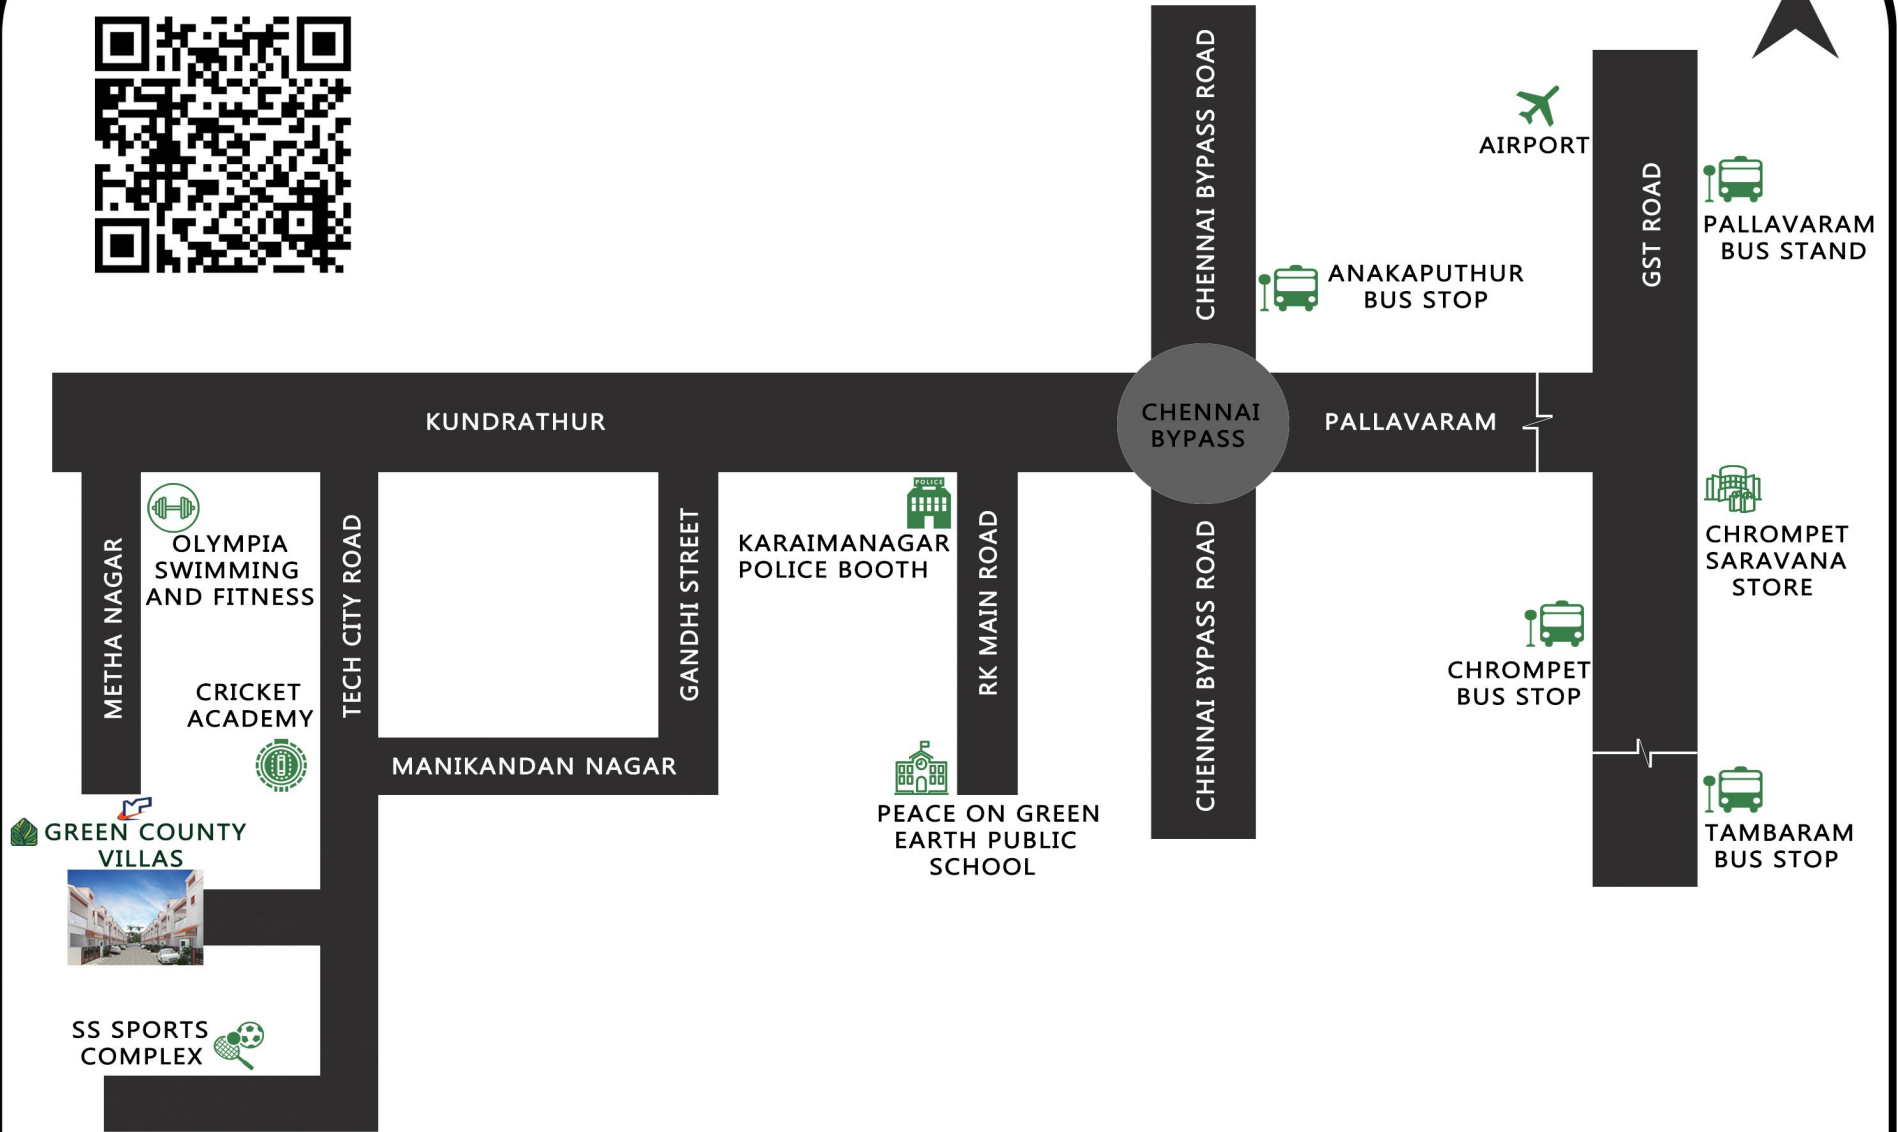 CHENNAI BYPASS ROAD
AIRPORT
GST ROAD
PALLAVARAM
BUS STAND
ANAKAPUTHUR
BUS STOP
KUNDRATHUR
CHENNAI
BYPASS
PALLAVARAM
METHA NAGAR
OLYMPIA
SWIMMING
AND FITNESS
TECH CITY ROAD
GANDHI STREET
POLICE
KARAIMANAGAR
POLICE BOOTH
RK MAIN ROAD
CHENNAI BYPASS ROAD
CHROMPET
SARAVANA
STORE
CHROMPET
BUS STOP
CRICKET
ACADEMY
MANIKANDAN NAGAR
PEACE ON GREEN
EARTH PUBLIC
SCHOOL
TAMBARAM
BUS STOP
GREEN COUNTY
VILLAS
SS SPORTS
COMPLEX